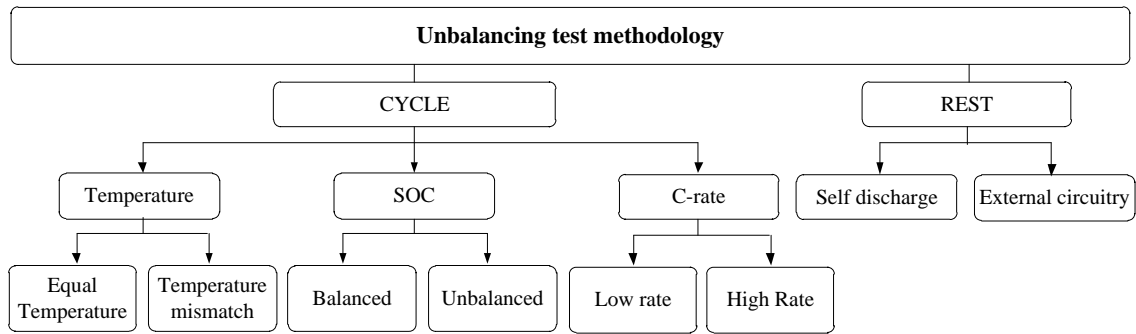 Unbalancing test methodology
CYCLE
REST
Temperature
SOC
C-rate
Self discharge
External circuitry
Equal
Temperature
Temperature
mismatch
Balanced
Unbalanced
Low rate
High Rate